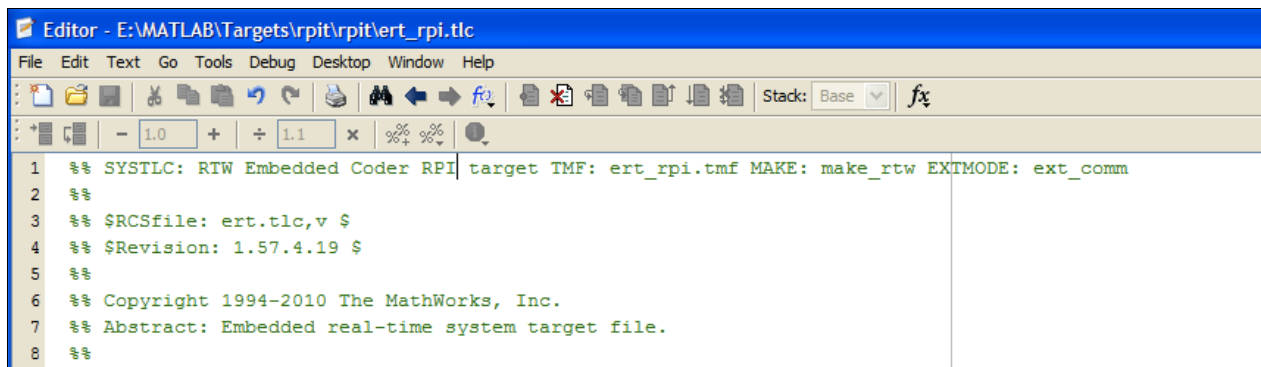 Editor - E:\MATLAB\Targets\rpit\rpit\ert_rpi.tlc
File Edit Text Go Tools Debug Desktop Window Help
Stack: Base fx
- 1.0 + ÷ 1.1 ×
1 %% SYSTLC: RTW Embedded Coder RPI target TMF: ert_rpi.tmf MAKE: make_rtw EXTMODE: ext_comm
2 %%
3 %% $RCSfile: ert.tlc,v $
4 %% $Revision: 1.57.4.19 $
5 %%
6 %% Copyright 1994-2010 The MathWorks, Inc.
7 %% Abstract: Embedded real-time system target file.
8 %%